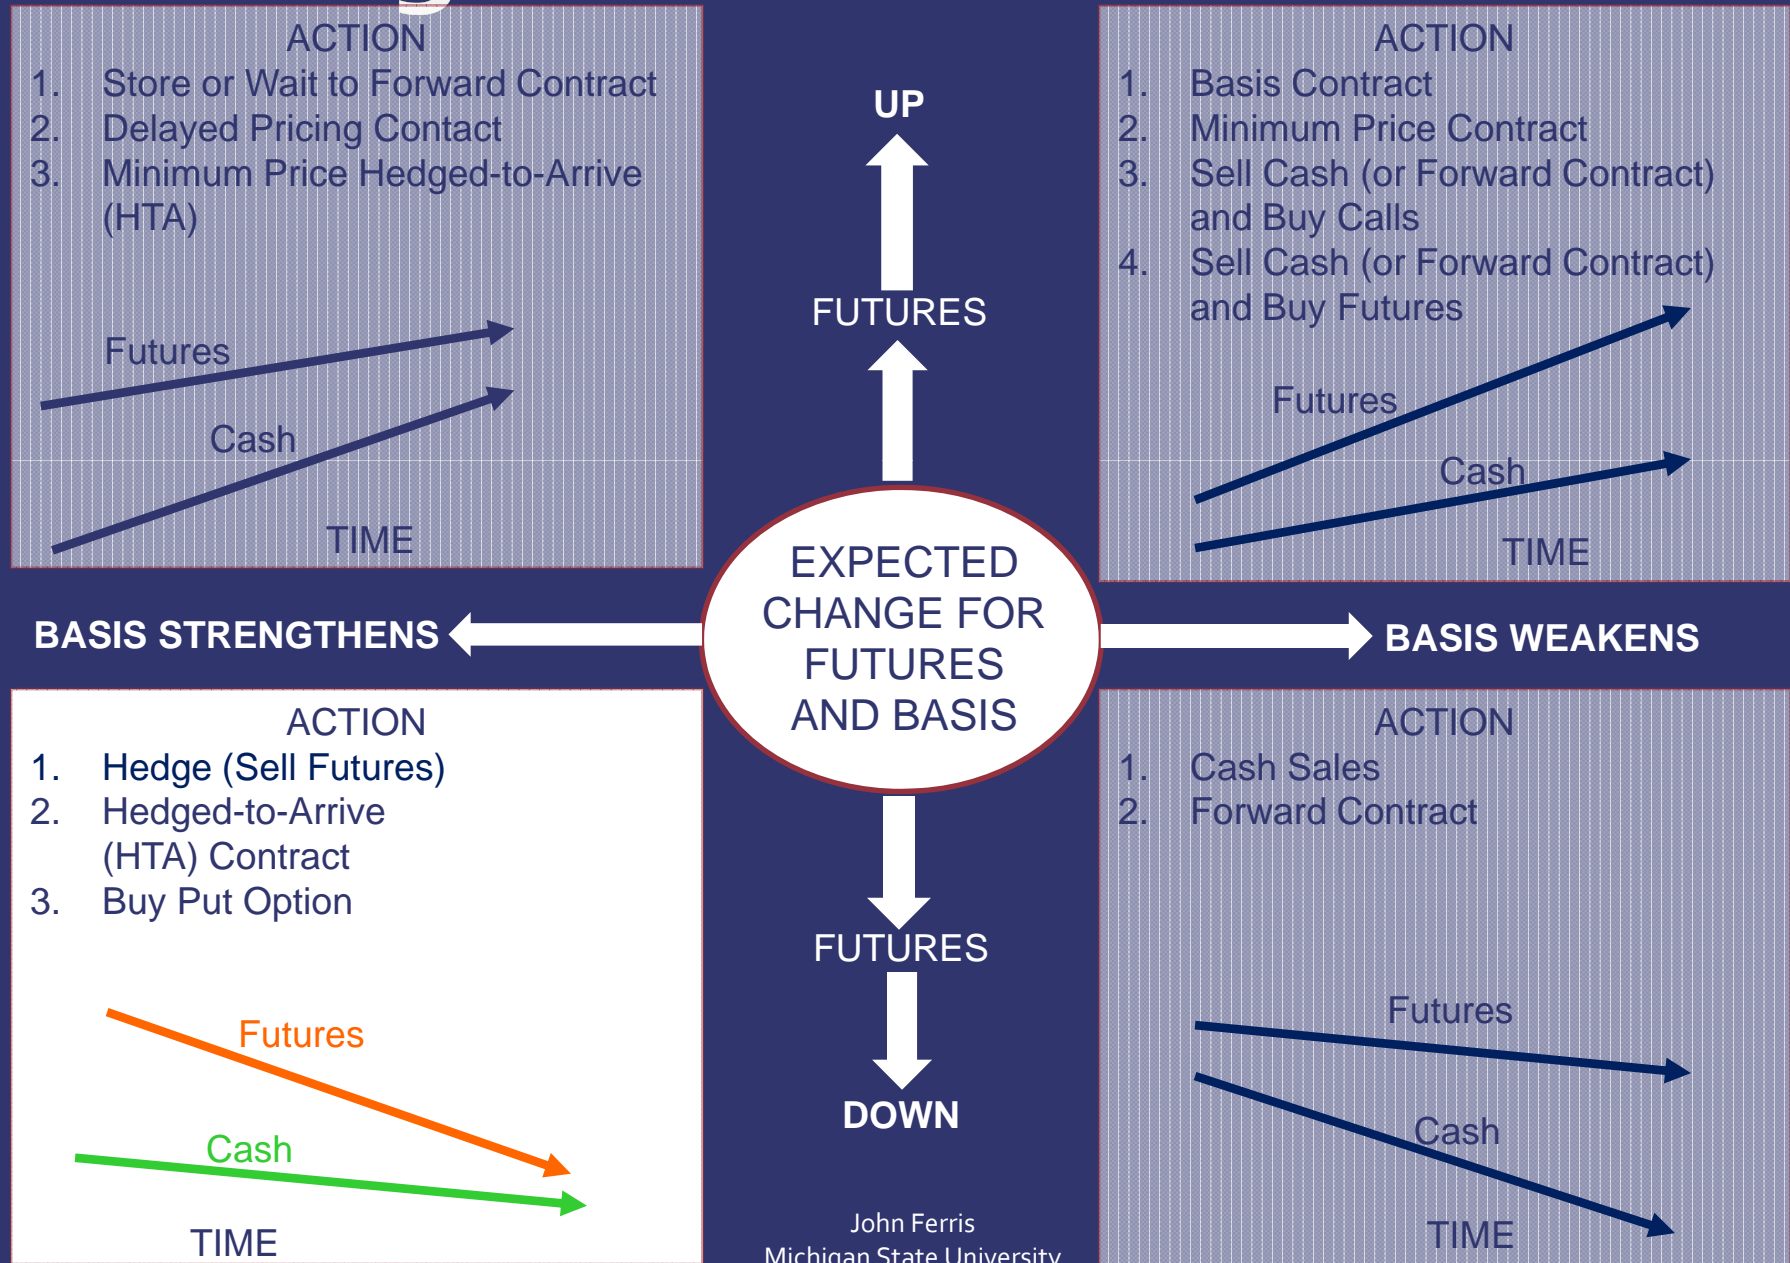 ACTION
1. Store or Wait to Forward Contract
2. Delayed Pricing Contact
3. Minimum Price Hedged-to-Arrive
(HTA)
Futures
Cash
TIME
UP
FUTURES
ACTION
1. Basis Contract
2. Minimum Price Contract
3. Sell Cash (or Forward Contract)
and Buy Calls
4. Sell Cash (or Forward Contract)
and Buy Futures
Futures
Cash
TIME
BASIS STRENGTHENS
EXPECTED
CHANGE FOR
FUTURES
AND BASIS
BASIS WEAKENS
ACTION
1. Hedge (Sell Futures)
2. Hedged-to-Arrive
(HTA) Contract
3. Buy Put Option
Futures
Cash
TIME
FUTURES
DOWN
John Ferris
Michigan State University
ACTION
1. Cash Sales
2. Forward Contract
Futures
Cash
TIME